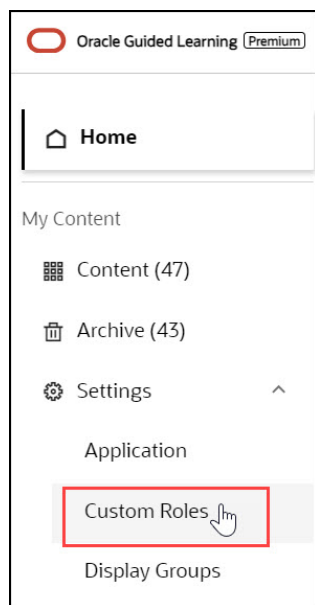 Oracle Guided Learning Premium
Home
My Content
Content (47)
Archive (43)
Settings
Application
Custom Roles
Display Groups